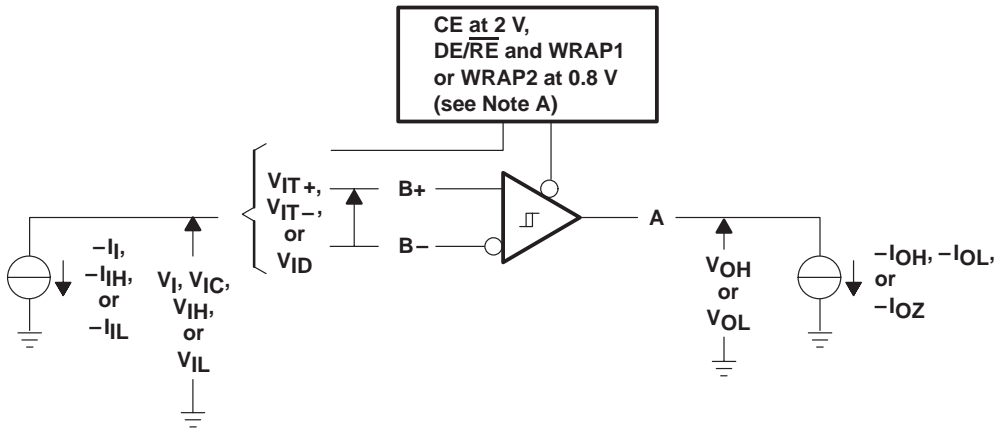 CE at 2 V,
DE/RE and WRAP1
or WRAP2 at 0.8 V
(see Note A)
VIT+,
VIT−,
or
VID
B+
B−
A
−II,
−IIH,
or
−IIL
VI, VIC,
VIH,
or
VIL
VOH
or
VOL
−IOH, −IOL,
or
−IOZ